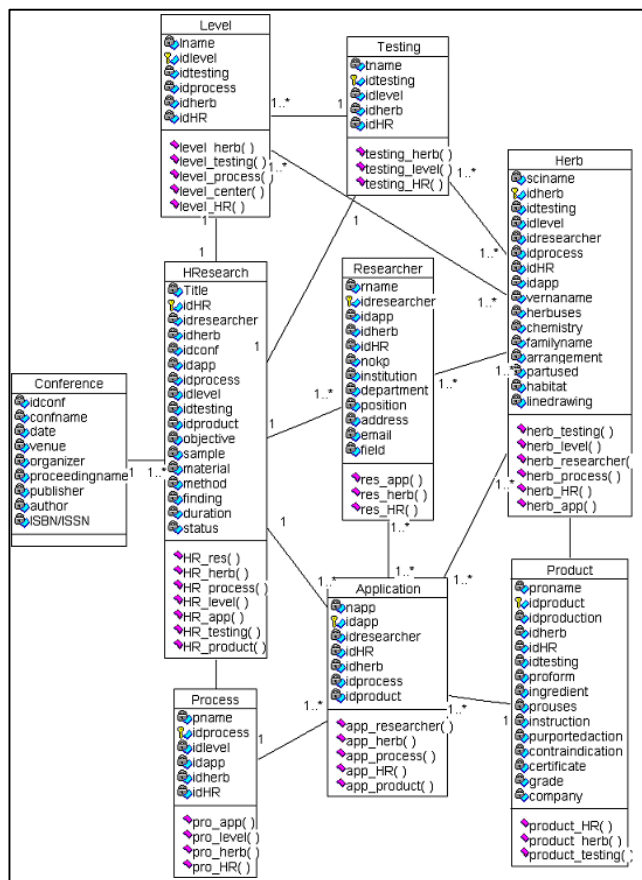 Level
lname
idlevel
idtesting
idprocess
idherb
idHR
level_herb( )
level_testing( )
level_process( )
level_center( )
level_HR( )
Testing
tname
idtesting
idlevel
idherb
idHR
testing_herb( )
testing_level( )
testing_HR( )
Herb
sciname
idherb
idtesting
idlevel
idresearcher
idprocess
idHR
idapp
vernaname
herbuses
chemistry
familyname
arrangement
partused
habitat
linedrawing
herb_testing( )
herb_level( )
herb_researcher(
herb_process( )
herb_HR( )
herb_app( )
HResearch
Title
idHR
idresearcher
idherb
idconf
idapp
idprocess
idlevel
idtesting
idproduct
objective
sample
material
method
finding
duration
status
HR_res( )
HR_herb( )
HR_process( )
HR_level( )
HR_app( )
HR_testing( )
HR_product( )
Researcher
rname
idresearcher
idapp
idherb
idHR
nokp
institution
department
position
address
email
field
res_app( )
res_herb( )
res_HR( )
Conference
idconf
confname
date
venue
organizer
proceedingname
publisher
author
ISBN/ISSN
Application
napp
idapp
idresearcher
idHR
idherb
idprocess
idproduct
app_researcher( )
app_herb( )
app_process( )
app_HR( )
app_product( )
Product
proname
idproduct
idproduction
idherb
idHR
idtesting
proform
ingredient
prouses
instruction
purportedaction
contraindication
certificate
grade
company
product_HR( )
product_herb( )
product_testing( )
Process
pname
idprocess
idlevel
idapp
idherb
idHR
pro_app( )
pro_level( )
pro_herb( )
pro_HR( )
1..*
1
1..*
1..*
1
1
1
1..*
1..*
1
1..*
1
1..*
1..*
1
1..*
1..*
1
1..*
1..*
1..*
1..*
1..*
1
1